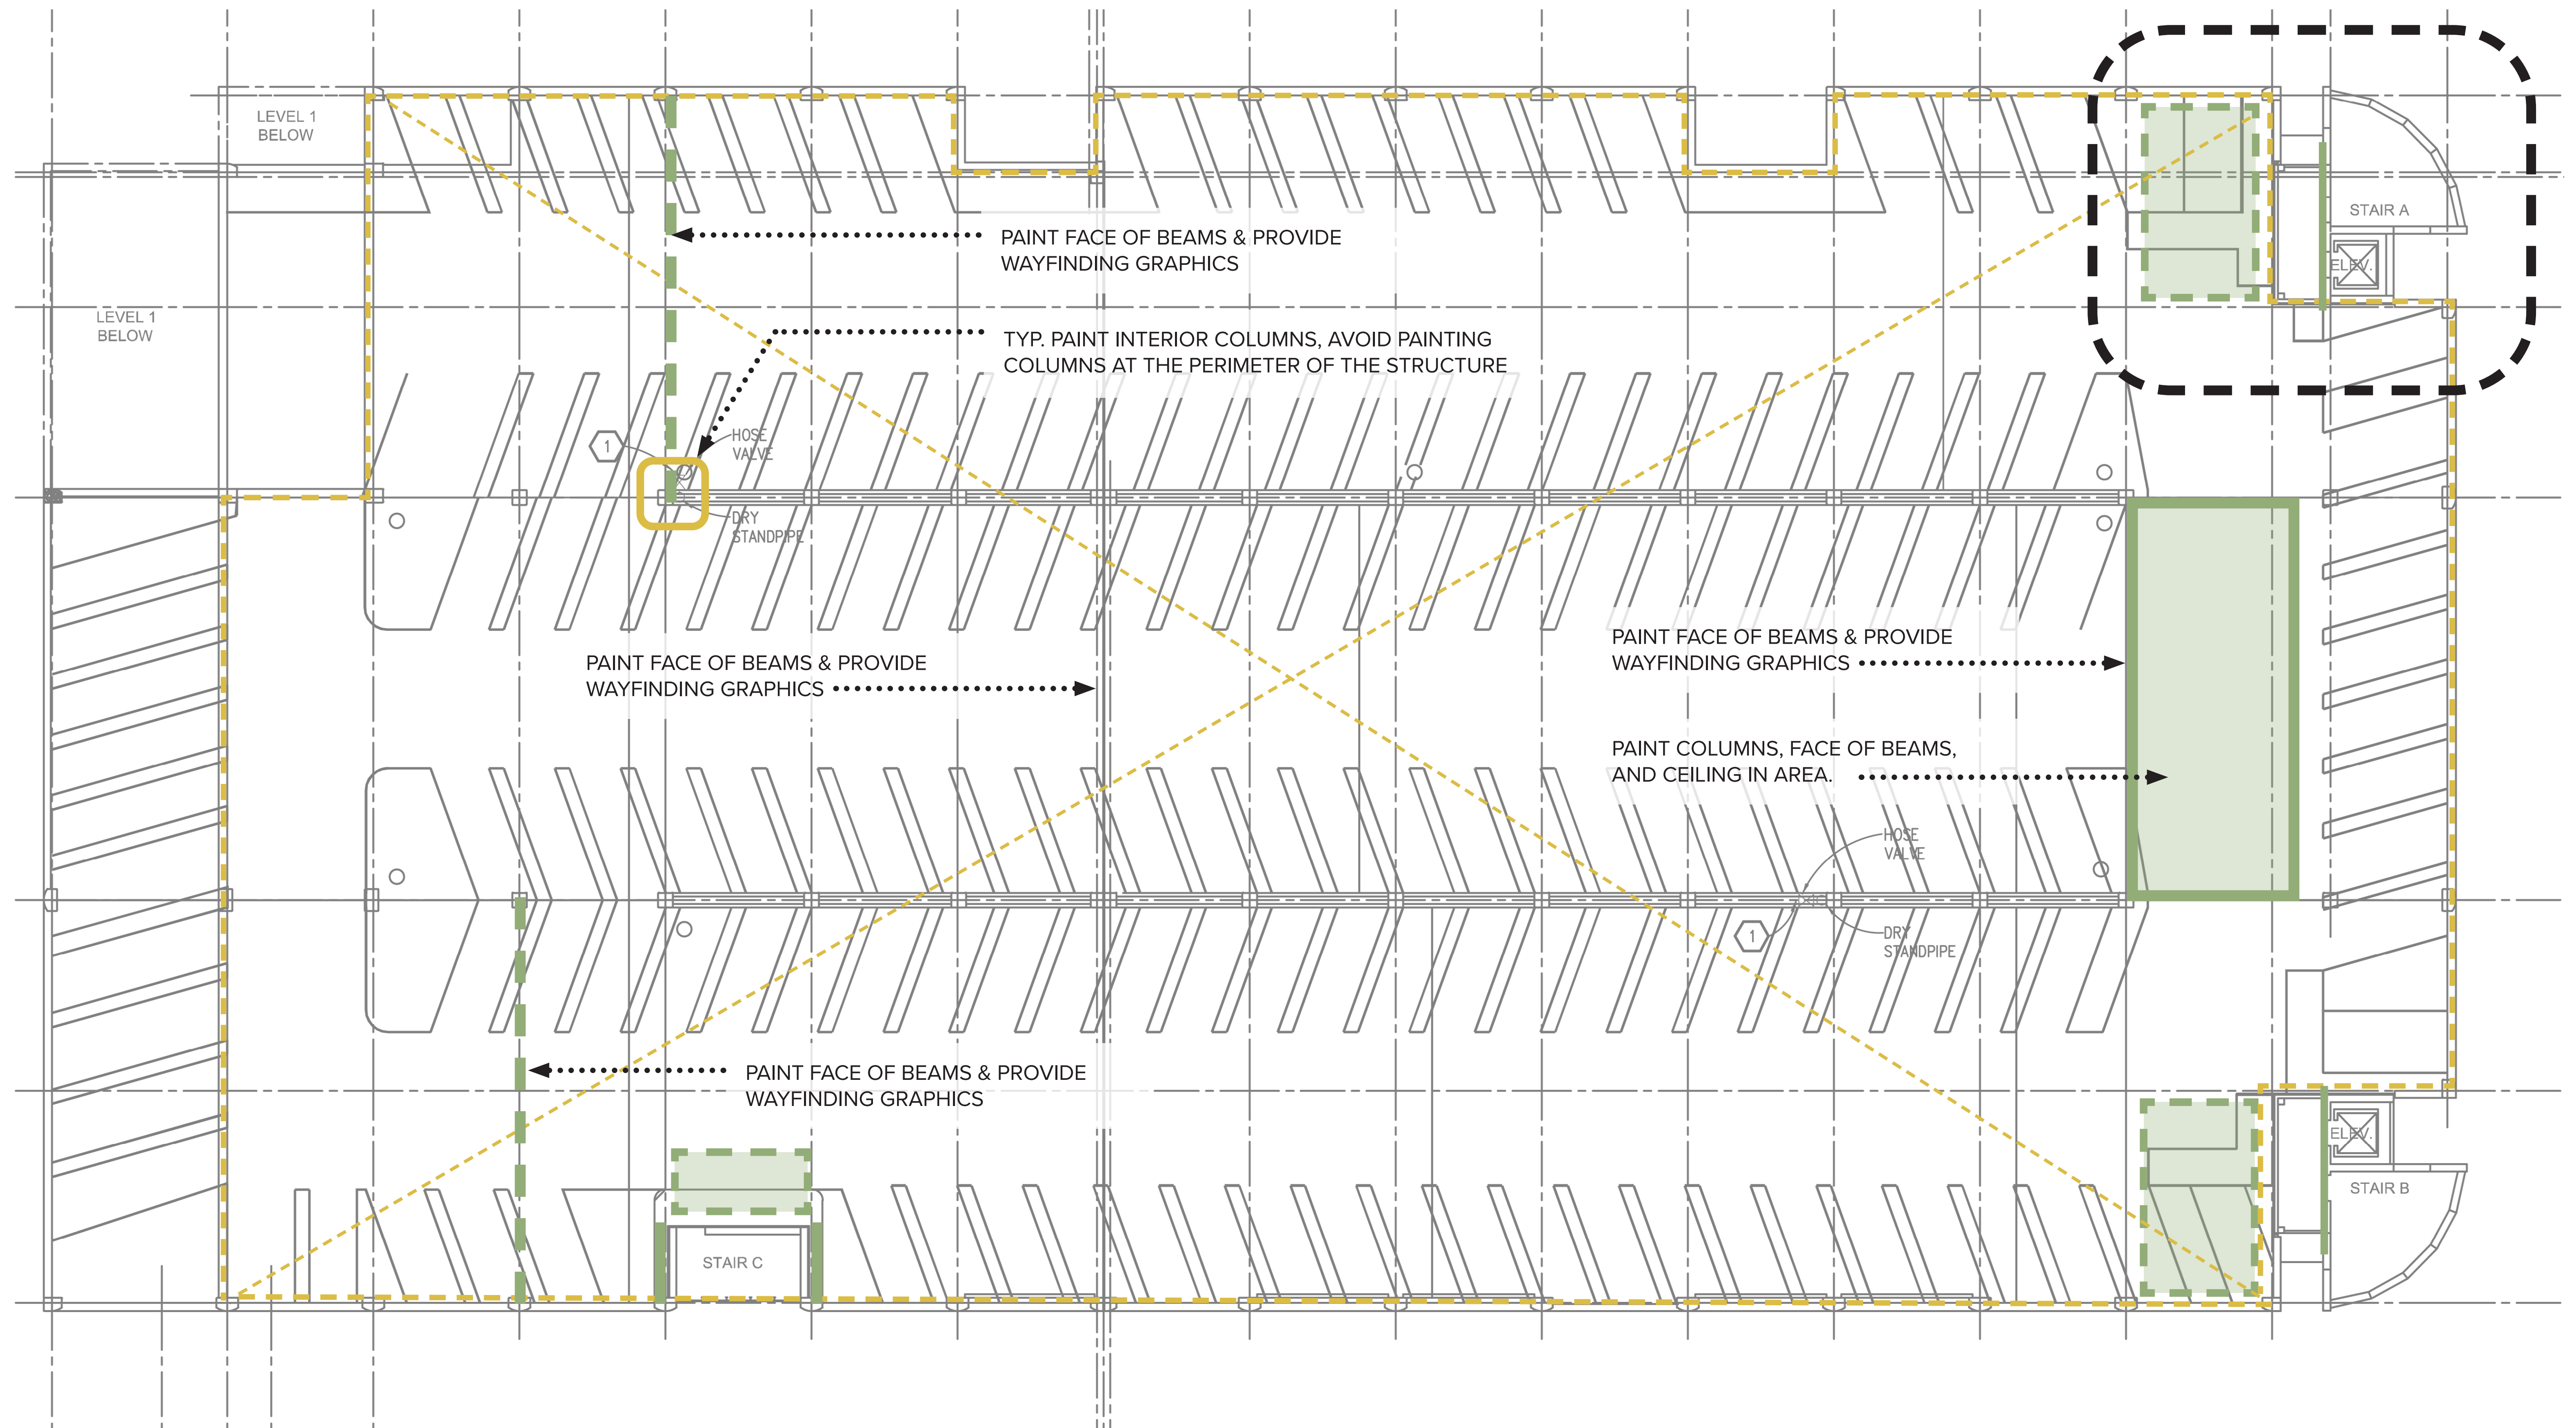 LEVEL 1
BELOW
STAIR A
PAINT FACE OF BEAMS & PROVIDE
WAYFINDING GRAPHICS
ELEV.
LEVEL 1
BELOW
TYP. PAINT INTERIOR COLUMNS, AVOID PAINTING
COLUMNS AT THE PERIMETER OF THE STRUCTURE
1
HOSE
VALVE
DRY
STANDPIPE
PAINT FACE OF BEAMS & PROVIDE
WAYFINDING GRAPHICS
PAINT FACE OF BEAMS & PROVIDE
WAYFINDING GRAPHICS
PAINT COLUMNS, FACE OF BEAMS,
AND CEILING IN AREA.
HOSE
VALVE
1
DRY
STANDPIPE
PAINT FACE OF BEAMS & PROVIDE
WAYFINDING GRAPHICS
ELEV.
STAIR B
STAIR C